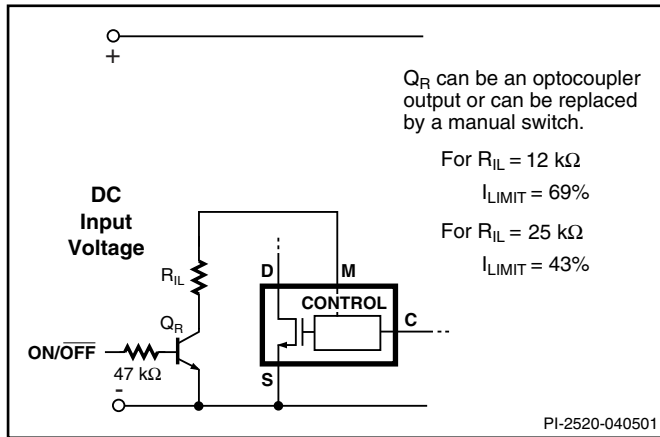 +
Q_R can be an optocoupler
output or can be replaced
by a manual switch.
For R_IL = 12 kΩ
I_LIMIT = 69%
For R_IL = 25 kΩ
I_LIMIT = 43%
DC
Input
Voltage
R_IL
D
M
CONTROL
C
Q_R
ON/O̅F̅F̅
47 kΩ
S
-
PI-2520-040501